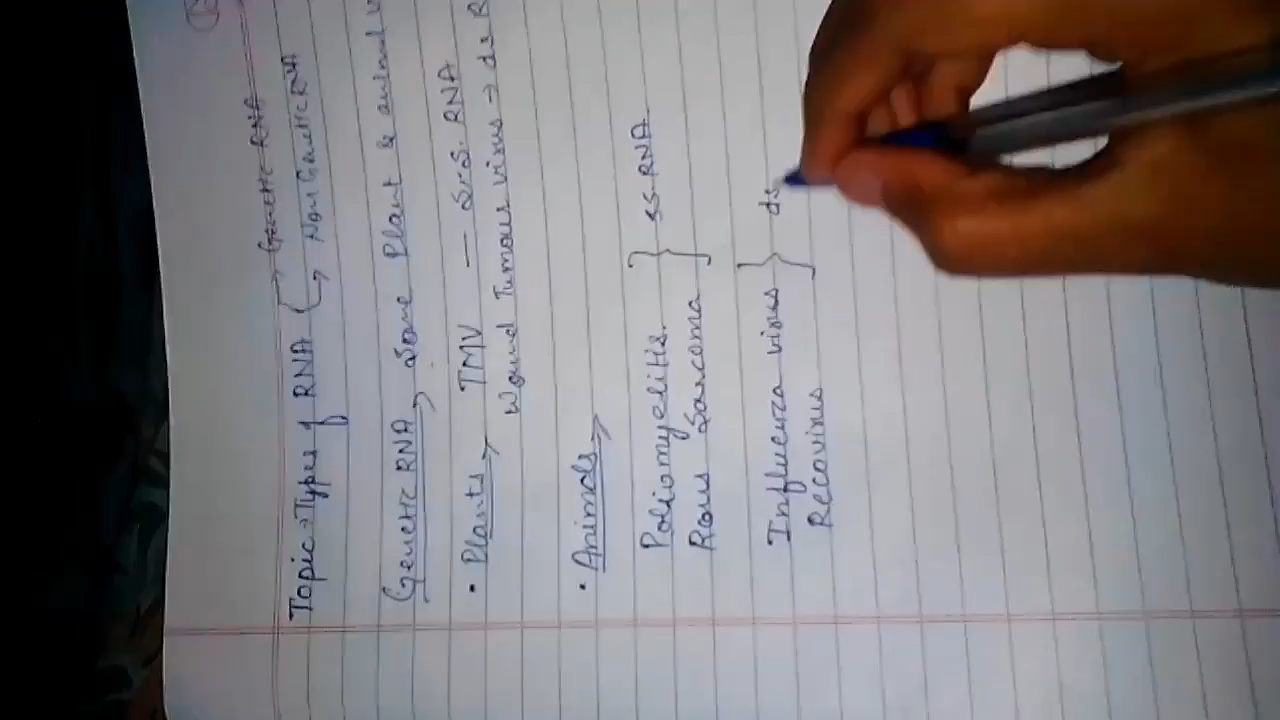 → Genetic RNA
Topic → Types of RNA ↳ Non Genetic RNA
Genetic RNA → Some Plant & animal v
• Plants → TMV — S.S. RNA
Wound Tumour virus → ds R
• Animals →
Poliomyelitis } ss RNA
Rous Sarcoma
Influenza virus } ds
Recovirus